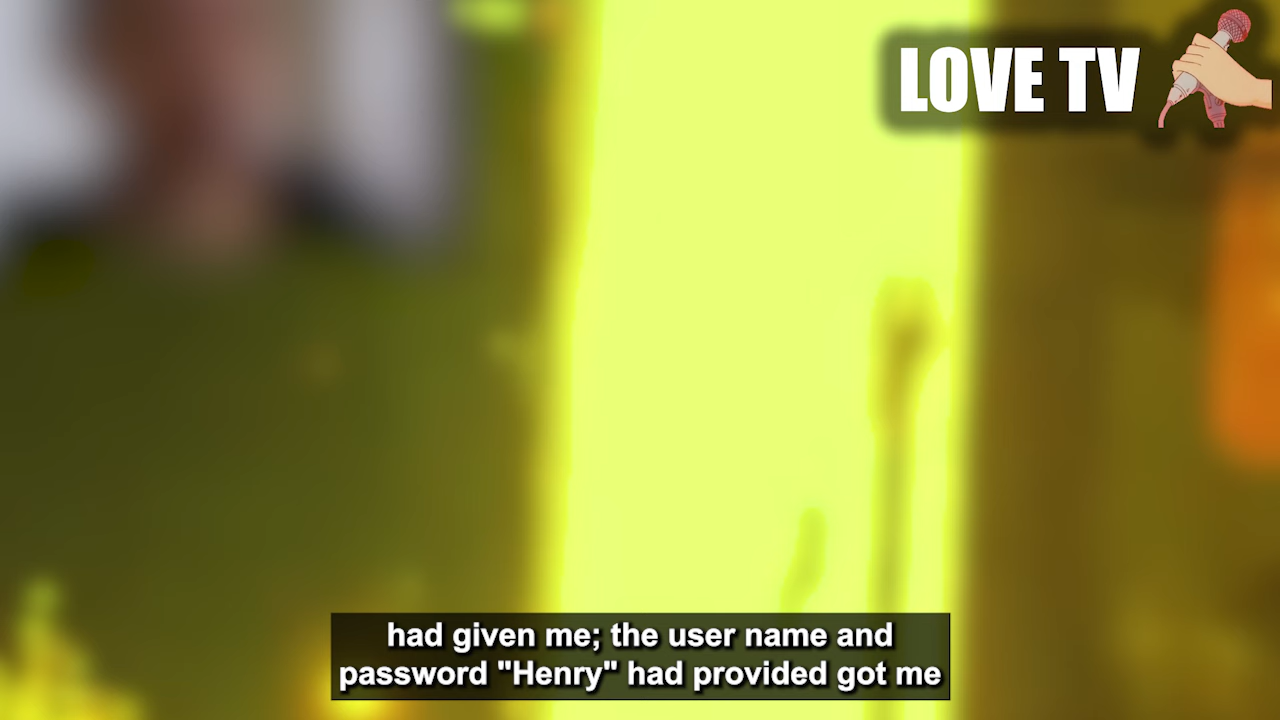 LOVE TV
had given me; the user name and
password "Henry" had provided got me